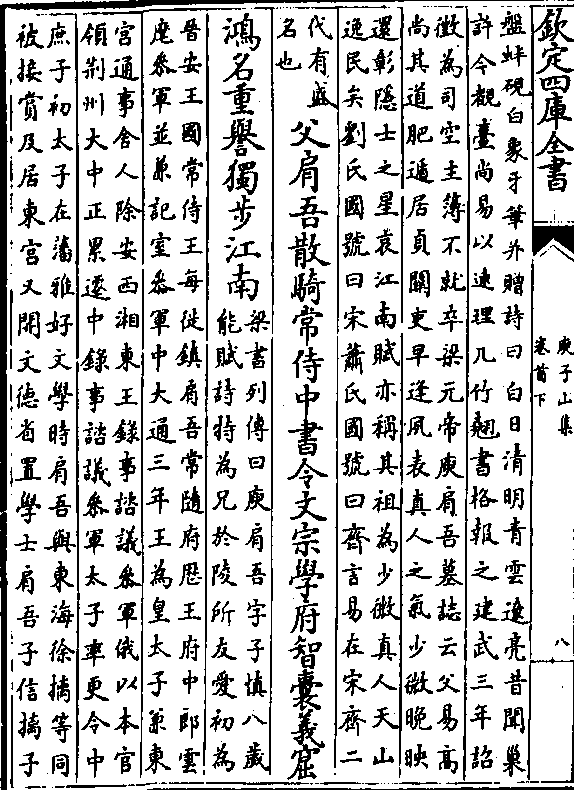 欽定四庫全書
庾子山集
卷首下
八
盤蚌硯白象牙筆并贈詩曰白日清明青雲遼亮昔聞巢
許今覩臺尚易以連理几竹翹書格報之建武三年詔
徴為司空主簿不就卒梁元帝庾肩吾墓誌云父易髙
尚其道肥遁居貞關吏早逢風表真人之氣少微晚映
還彰隱士之星哀江南賦亦稱其祖為少微真人天山
逸民矣劉氏國號曰宋蕭氏國號曰齊言易在宋齊二
代有盛
名也
父肩吾散騎常侍中書令文宗學府智囊義窟
鴻名重譽獨步江南
梁書列傳曰庾肩吾字子慎八歲
能賦詩特為兄於陵所友愛初為
晉安王國常侍王每徙鎮肩吾常隨府歴王府中郎雲
麾參軍並兼記室參軍中大通三年王為皇太子兼東
宫通事舍人除安西湘東王錄事諮議參軍俄以本官
領荆州大中正累遷中錄事諮議參軍太子率更令中
庶子初太子在藩雅好文學時肩吾與東海徐摛等同
被接賞及居東宫又開文德省置學士肩吾子信摛子